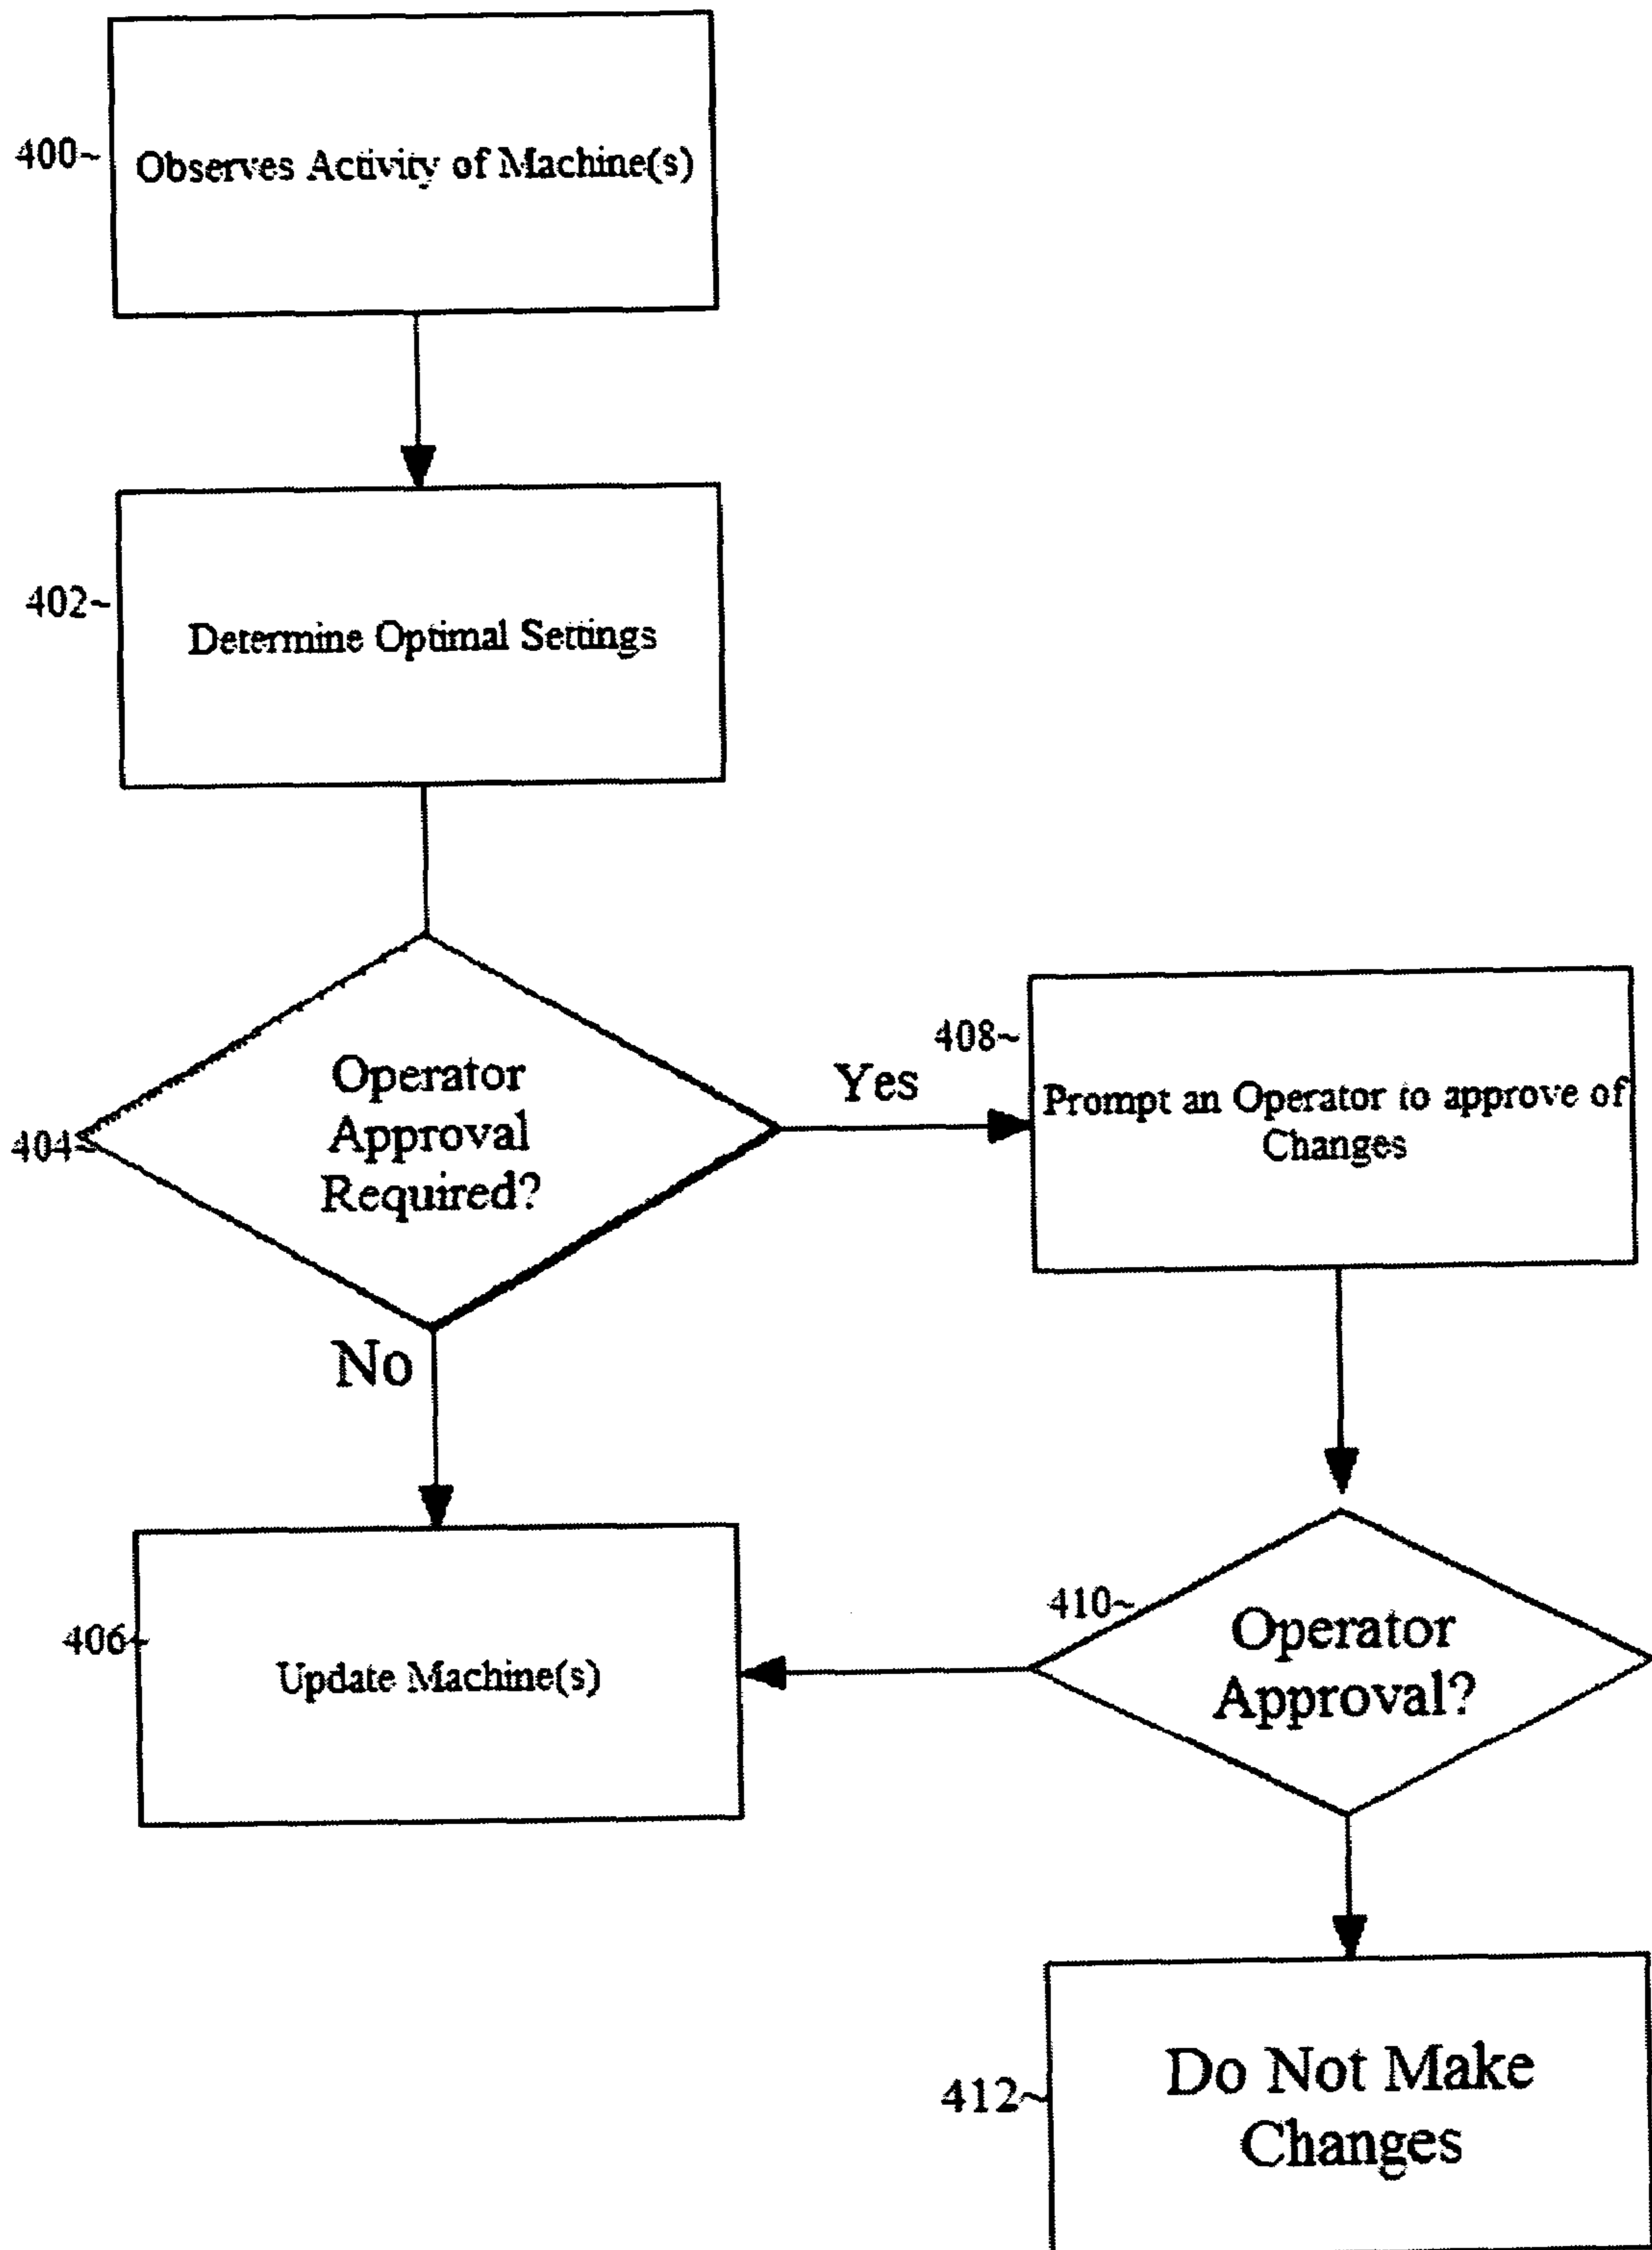 400~
Observes Activity of Machine(s)
402~
Determine Optimal Settings
404~
Operator
Approval
Required?
Yes
408~
Prompt an Operator to approve of
Changes
No
406~
Update Machine(s)
410~
Operator
Approval?
412~
Do Not Make
Changes